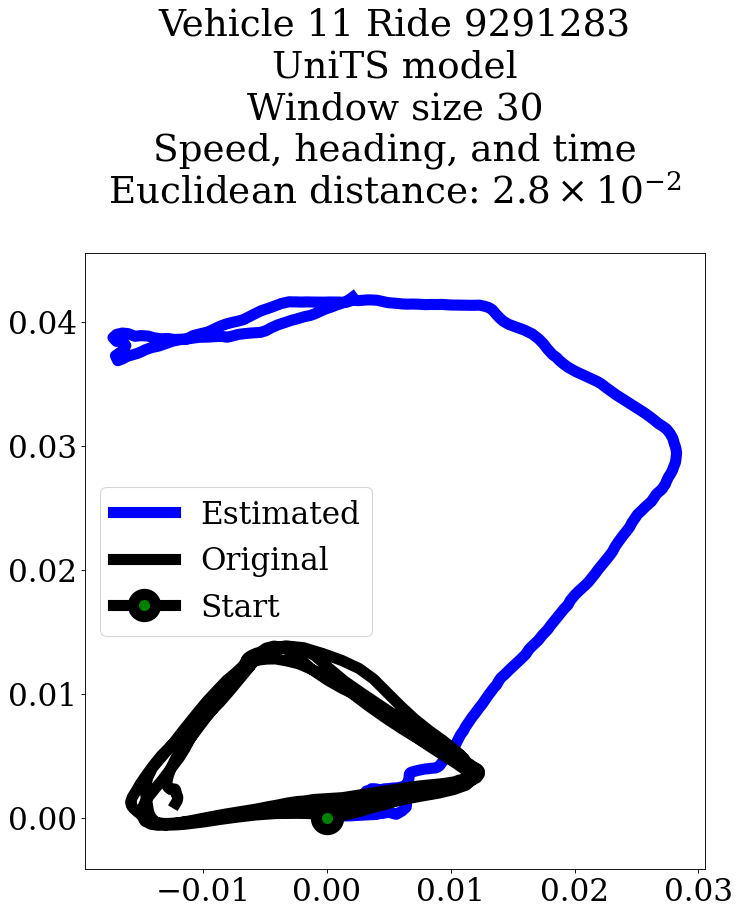 Vehicle 11 Ride 9291283
UniTS model
Window size 30
Speed, heading, and time
Euclidean distance: 2.8 × 10⁻²
0.04
0.03
0.02
0.01
0.00
Estimated
Original
Start
−0.01 0.00 0.01 0.02 0.03